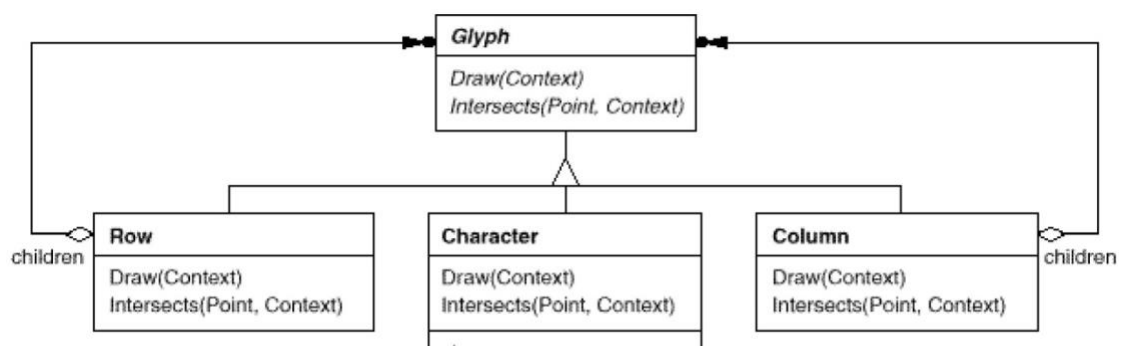 Glyph
Draw(Context)
Intersects(Point, Context)
Row
Draw(Context)
Intersects(Point, Context)
children
Character
Draw(Context)
Intersects(Point, Context)
Column
Draw(Context)
Intersects(Point, Context)
children